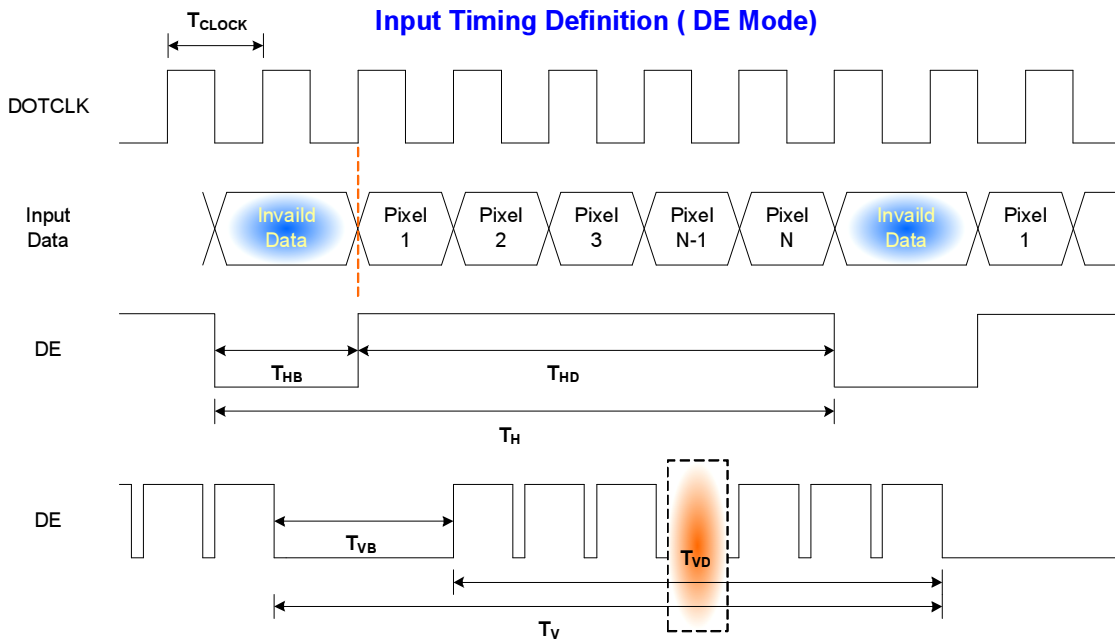 Input Timing Definition ( DE Mode)
TCLOCK
DOTCLK
Input
Data
Invaild
Data
Pixel
1
Pixel
2
Pixel
3
Pixel
N-1
Pixel
N
Invaild
Data
Pixel
1
DE
THB
THD
TH
DE
TVB
TVD
TV